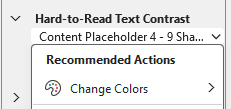 Hard-to-Read Text Contrast
Content Placeholder 4 - 9 Sha...
Recommended Actions
Change Colors